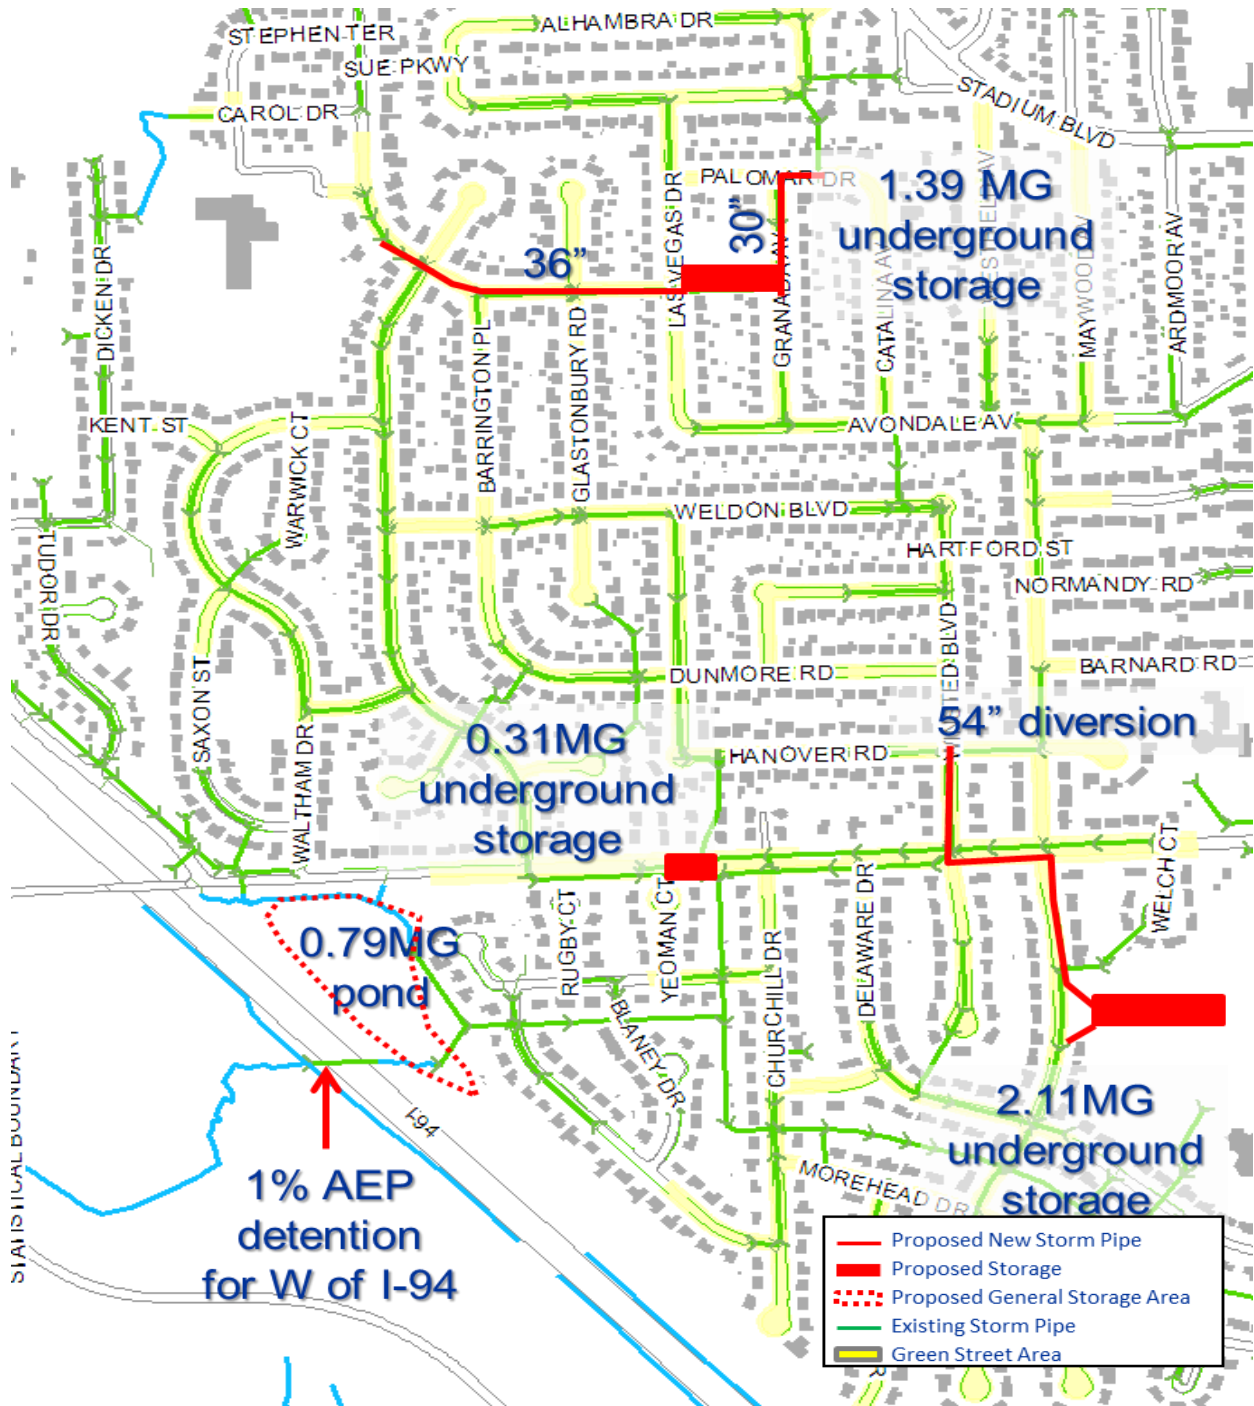 ALHAMBRA DR
STEPHEN TER
SUE PKWY
STADIUM BLVD
CAROL DR
PALOMAR DR
1.39 MG
underground
storage
30”
36”
LAS VEGAS DR
GRANADA AV
CATALINA AV
MAYWOOD AV
ARDMOOR AV
DICKEN DR
BARRINGTON PL
GLASTONBURY RD
KENT ST
WARWICK CT
AVONDALE AV
WELDON BLVD
HARTFORD ST
NORMANDY RD
TUDOR DR
DUNMORE RD
BARNARD RD
SAXON ST
WALTHAM DR
54” diversion
HANOVER RD
0.31MG
underground
storage
RUGBY CT
YEOMAN CT
CHURCHILL DR
DELAWARE DR
WELCH CT
0.79MG
pond
BLANEY DR
I-94
1% AEP
detention
for W of I-94
2.11MG
underground
storage
MOREHEAD DR
STATISTICAL BOUNDARY
Proposed New Storm Pipe
Proposed Storage
Proposed General Storage Area
Existing Storm Pipe
Green Street Area